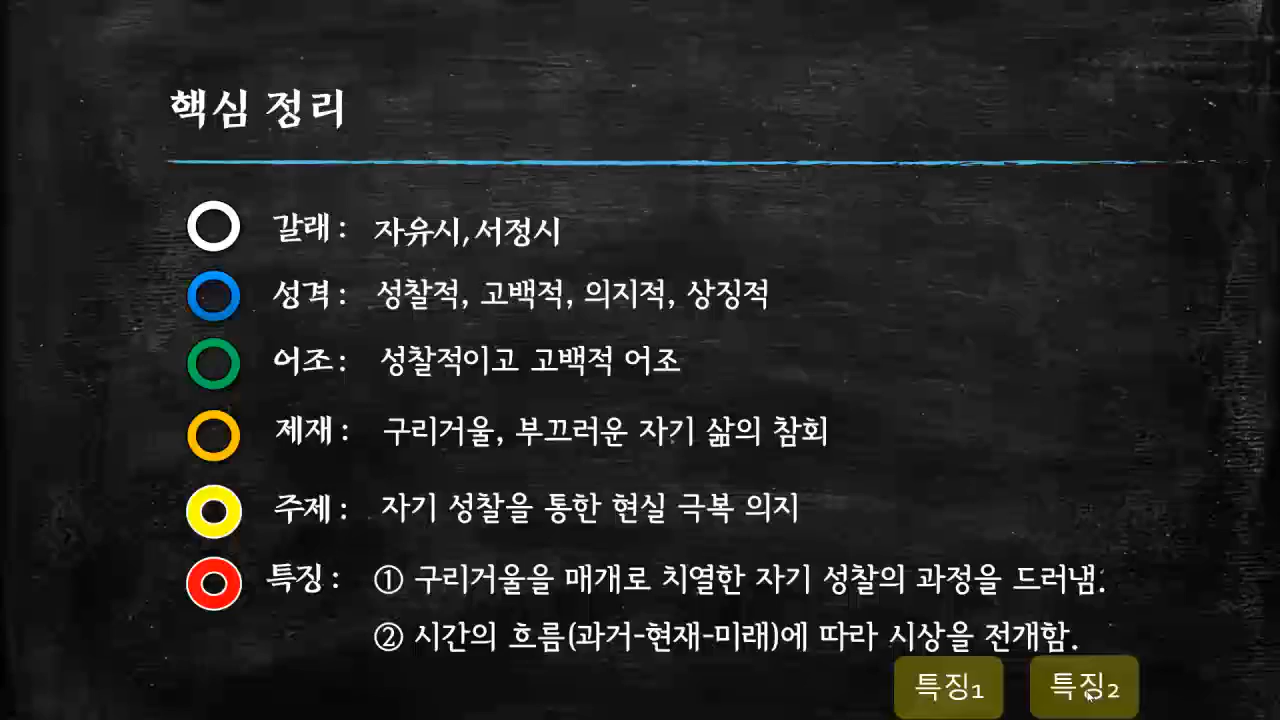 핵심 정리
갈래 : 자유시, 서정시
성격 : 성찰적, 고백적, 의지적, 상징적
어조 : 성찰적이고 고백적 어조
제재 : 구리거울, 부끄러운 자기 삶의 참회
주제 : 자기 성찰을 통한 현실 극복 의지
특징 : ① 구리거울을 매개로 치열한 자기 성찰의 과정을 드러냄.
② 시간의 흐름(과거-현재-미래)에 따라 시상을 전개함.
특징1 특징2